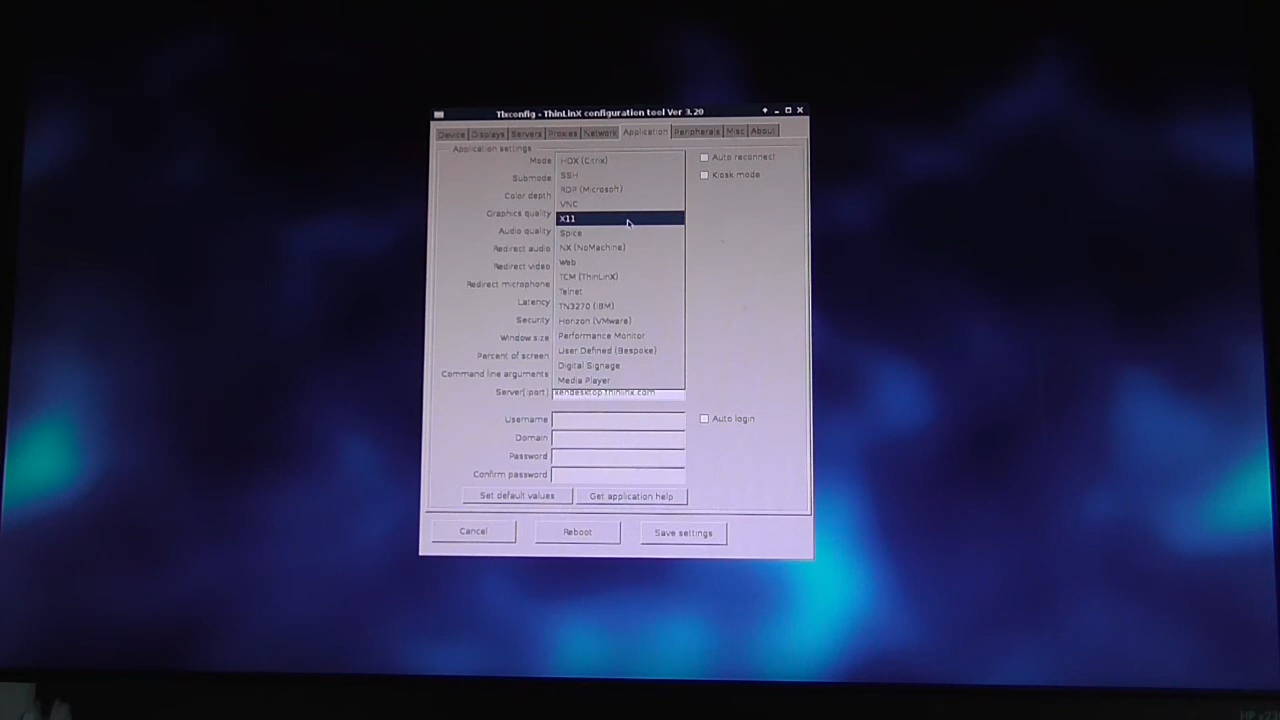 Tlxconfig - ThinLinX configuration tool Ver 3.20
Device Displays Servers Proxies Network Application Peripherals Misc About
Application settings
Mode
HDX (Citrix)
Auto reconnect
Submode
SSH
Kiosk mode
RDP (Microsoft)
Color depth
VNC
Graphics quality
X11
Audio quality
Spice
Redirect audio
NX (NoMachine)
Redirect video
Web
TCM (ThinLinX)
Redirect microphone
Telnet
Latency
TN3270 (IBM)
Security
Horizon (VMware)
Window size
Performance Monitor
Percent of screen
User Defined (Bespoke)
Digital Signage
Command line arguments
Media Player
Server[:port]
xendesktop.thinlinx.com
Username
Auto login
Domain
Password
Confirm password
Set default values
Get application help
Cancel
Reboot
Save settings